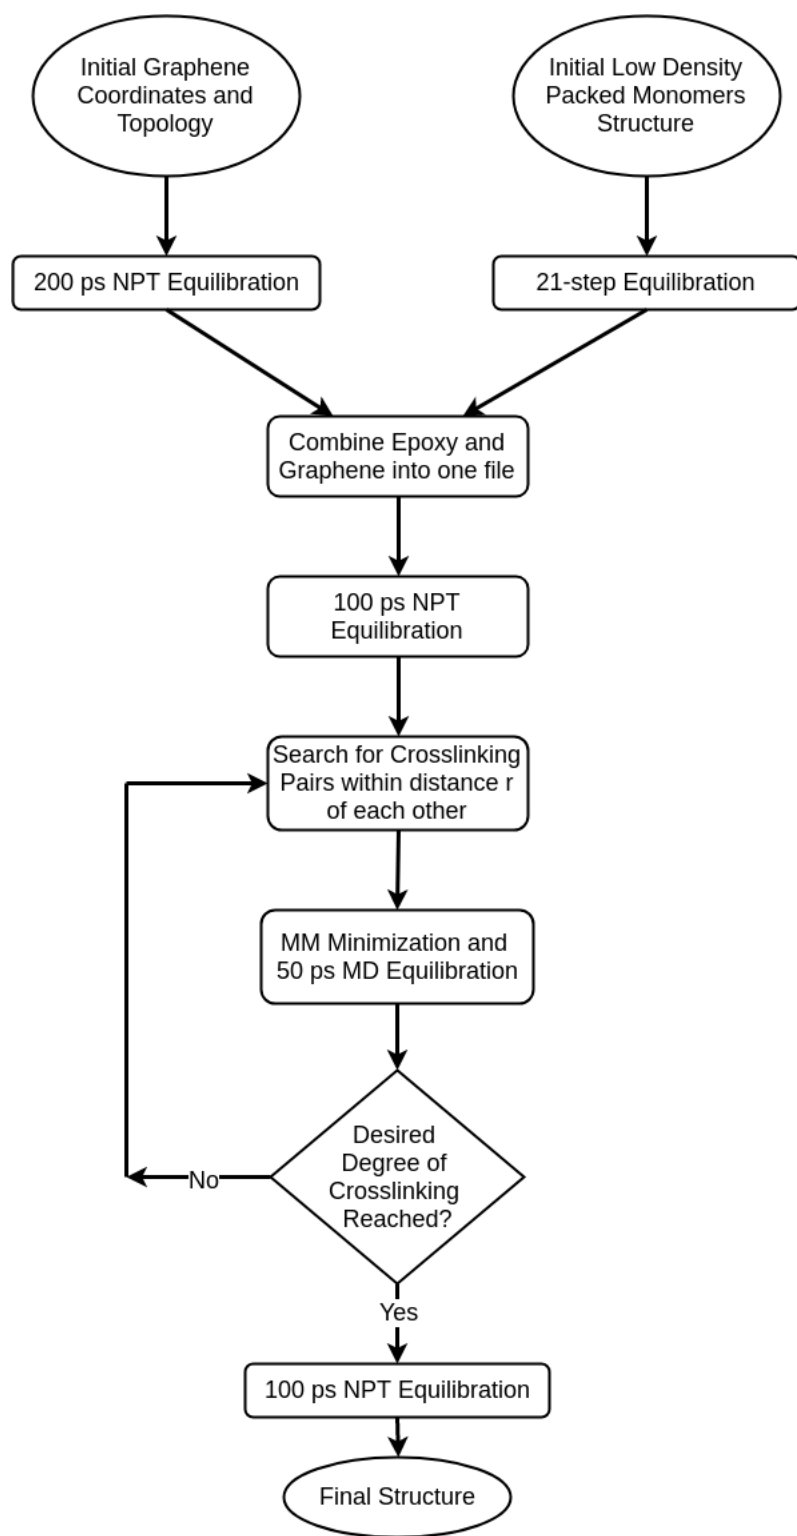 Initial Graphene
Coordinates and
Topology
Initial Low Density
Packed Monomers
Structure
200 ps NPT Equilibration
21-step Equilibration
Combine Epoxy and
Graphene into one file
100 ps NPT
Equilibration
Search for Crosslinking
Pairs within distance r
of each other
MM Minimization and
50 ps MD Equilibration
Desired
Degree of
Crosslinking
Reached?
No
Yes
100 ps NPT Equilibration
Final Structure